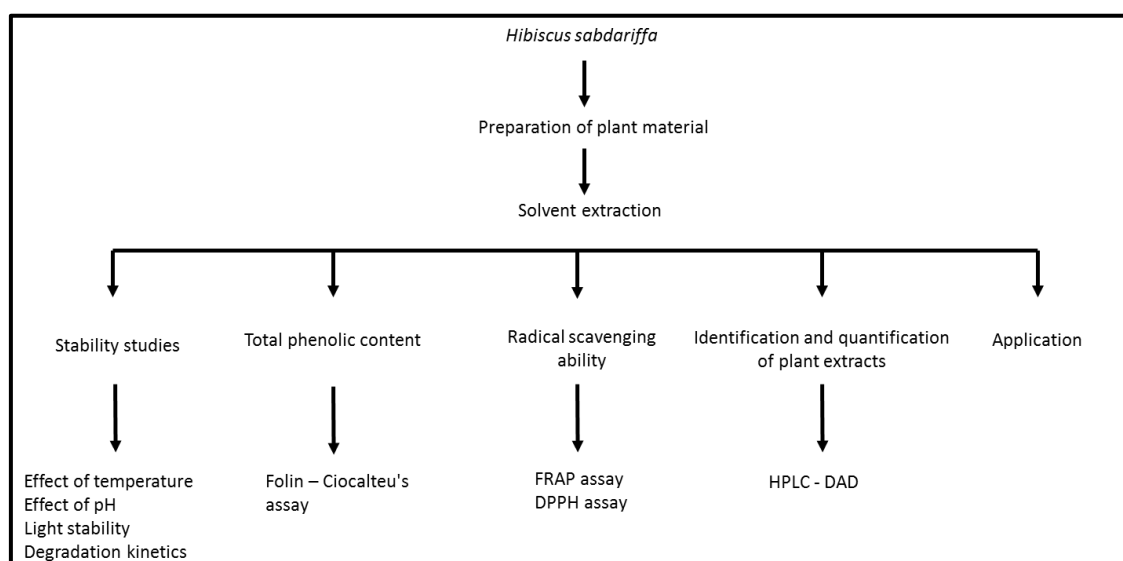 Hibiscus sabdariffa
Preparation of plant material
Solvent extraction
Stability studies
Total phenolic content
Radical scavenging
ability
Identification and quantification
of plant extracts
Application
Effect of temperature
Effect of pH
Light stability
Degradation kinetics
Folin – Ciocalteu's
assay
FRAP assay
DPPH assay
HPLC - DAD